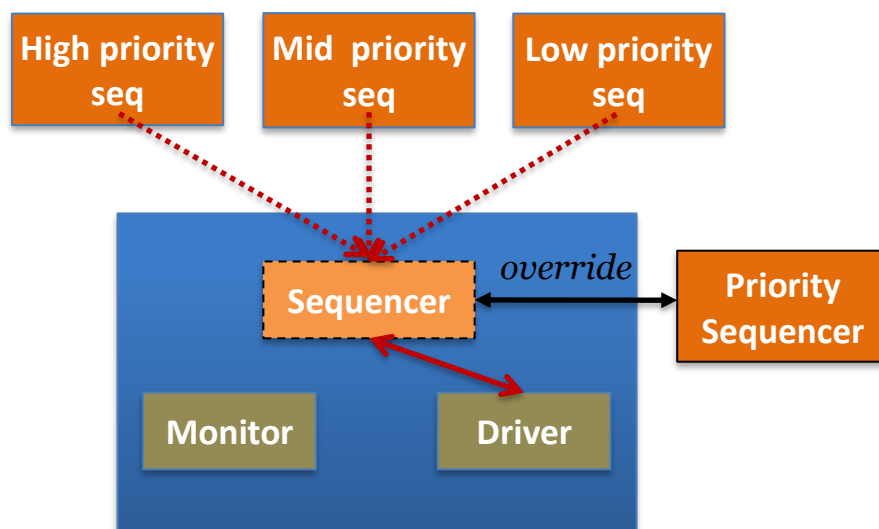 High priority
seq
Mid  priority
seq
Low priority
seq
override
Sequencer
Priority
Sequencer
Monitor
Driver